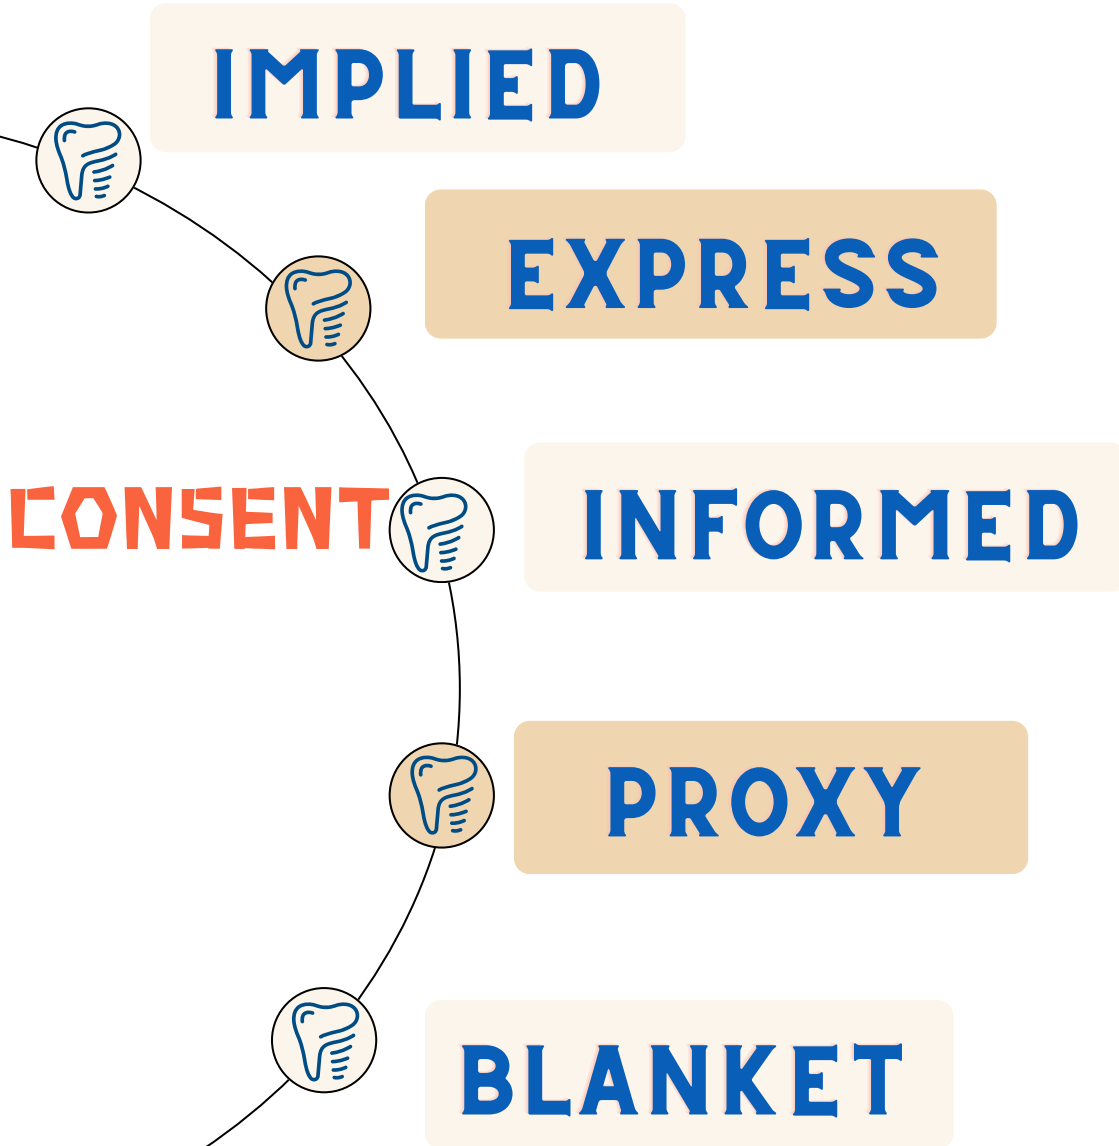 IMPLIED
EXPRESS
CONSENT
INFORMED
PROXY
BLANKET